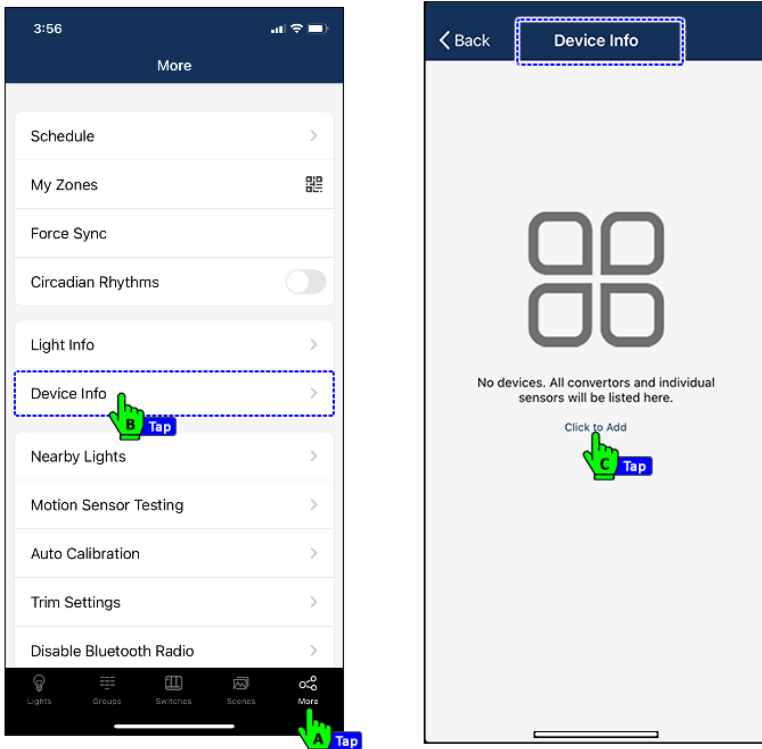 3:56
More
Schedule
My Zones
Force Sync
Circadian Rhythms
Light Info
Device Info
B Tap
Nearby Lights
Motion Sensor Testing
Auto Calibration
Trim Settings
Disable Bluetooth Radio
Lights Groups Switches Scenes More
A Tap
Back Device Info
No devices. All convertors and individual
sensors will be listed here.
Click to Add
C Tap